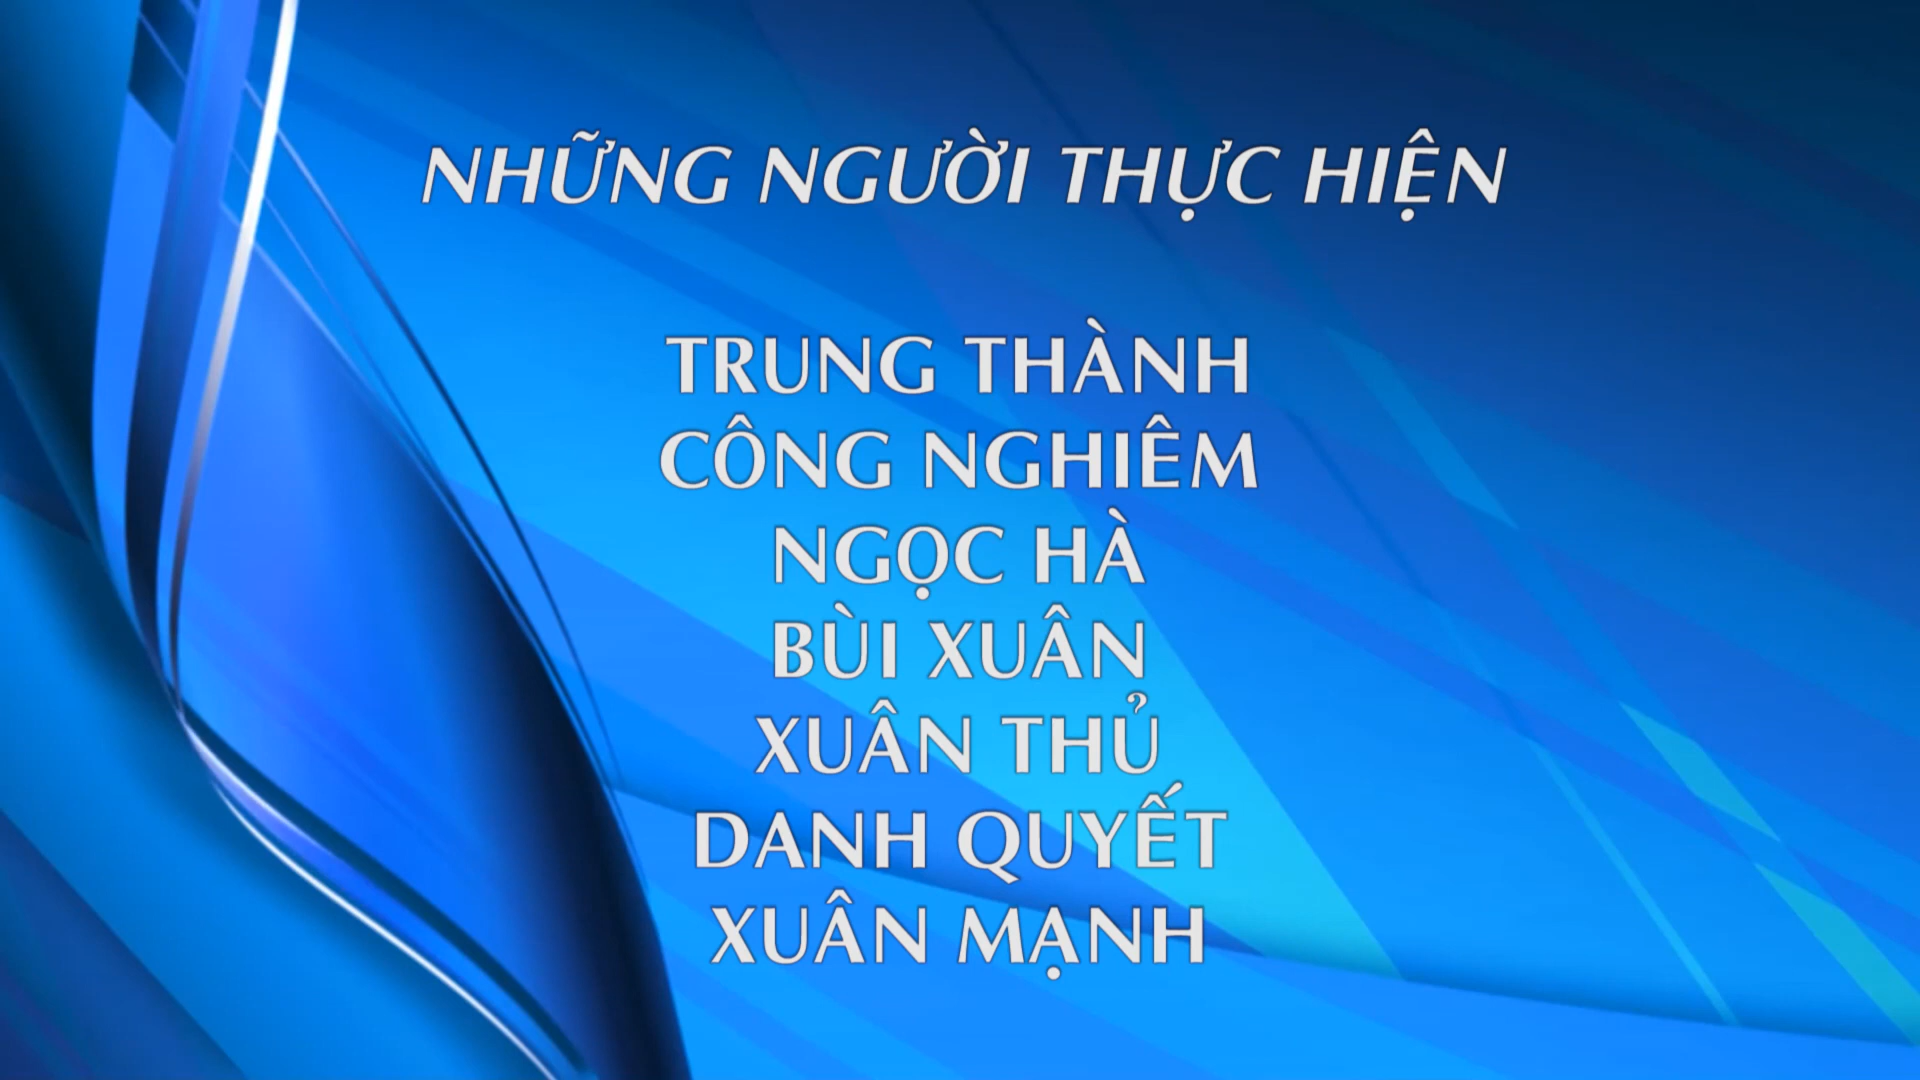 NHỮNG NGƯỜI THỰC HIỆN
TRUNG THÀNH
CÔNG NGHIÊM
NGỌC HÀ
BÙI XUÂN
XUÂN THỦ
DANH QUYẾT
XUÂN MẠNH